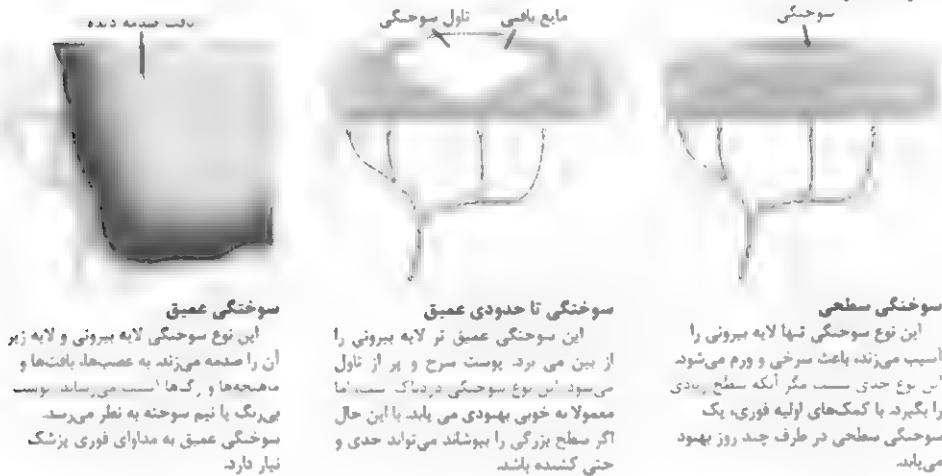 سوختگی
مایع بافتی    تاول سوختگی
بافت صدمه دیده
سوختگی سطحی
این نوع سوختگی تنها لایه بیرونی را
آسیب می‌زند، باعث سرخی و ورم می‌شود.
این نوع جدی نیست مگر آنکه سطح زیادی
را بگیرد. با کمک‌های اولیه فوری، یک
سوختگی سطحی در ظرف چند روز بهبود
می‌یابد.
سوختگی تا حدودی عمیق
این سوختگی عمیق تر لایه بیرونی را
از بین می برد. پوست سرخ و پر از تاول
می‌شود. این نوع سوختگی دردناک است، اما
معمولا به خوبی بهبودی می یابد. با این حال
اگر سطح بزرگی را بپوشاند می‌تواند جدی و
حتی کشنده باشد.
سوختگی عمیق
این نوع سوختگی لایه بیرونی و لایه زیر
آن را صدمه می‌زند. به عصب‌ها، بافت‌ها و
ماهیچه‌ها و رگ‌ها آسیب می‌رساند. پوست
بی‌رنگ یا نیم سوخته به نظر می‌رسد.
سوختگی عمیق به مداوای فوری پزشک
نیاز دارد.